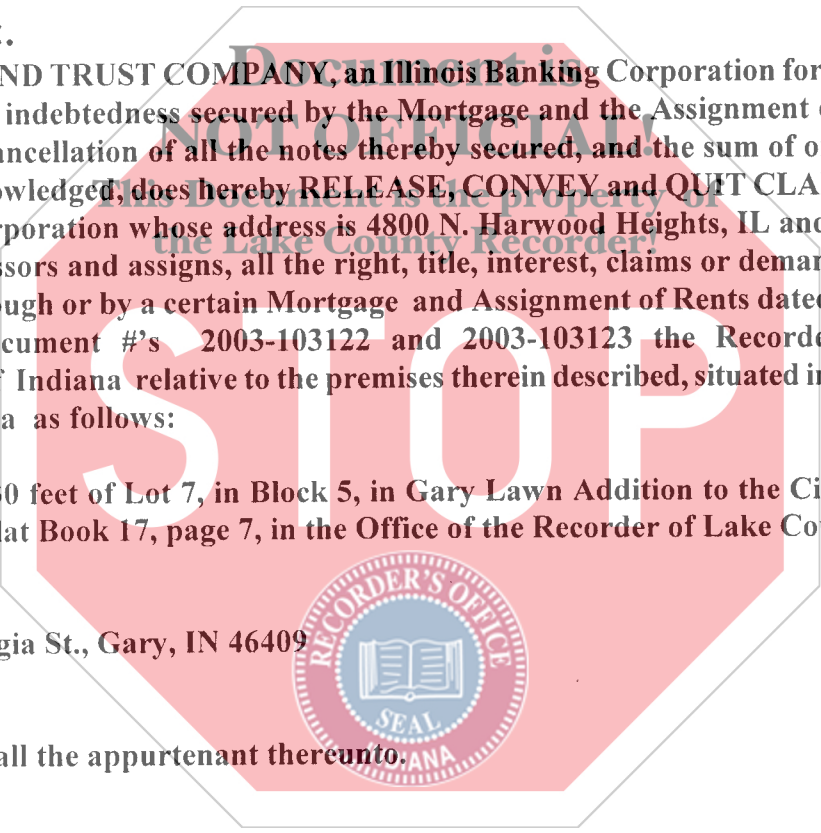 ND TRUST COMPANY, an Illinois Banking Corporation for
indebtedness secured by the Mortgage and the Assignment
ancellation of all the notes thereby secured, and the sum of o
owledged, does hereby RELEASE, CONVEY and QUIT CLA
rporation whose address is 4800 N. Harwood Heights, IL and
ssors and assigns, all the right, title, interest, claims or deman
ugh or by a certain Mortgage and Assignment of Rents dated
cument #'s 2003-103122 and 2003-103123 the Recorde
Indiana relative to the premises therein described, situated in
a as follows:
0 feet of Lot 7, in Block 5, in Gary Lawn Addition to the Ci
lat Book 17, page 7, in the Office of the Recorder of Lake Co
gia St., Gary, IN 46409
all the appurtenant thereunto.
Document is
NOT OFFICIAL!
This Document is the property of
the Lake County Recorder!
STOP
RECORDER'S OFFICE
SEAL
INDIANA